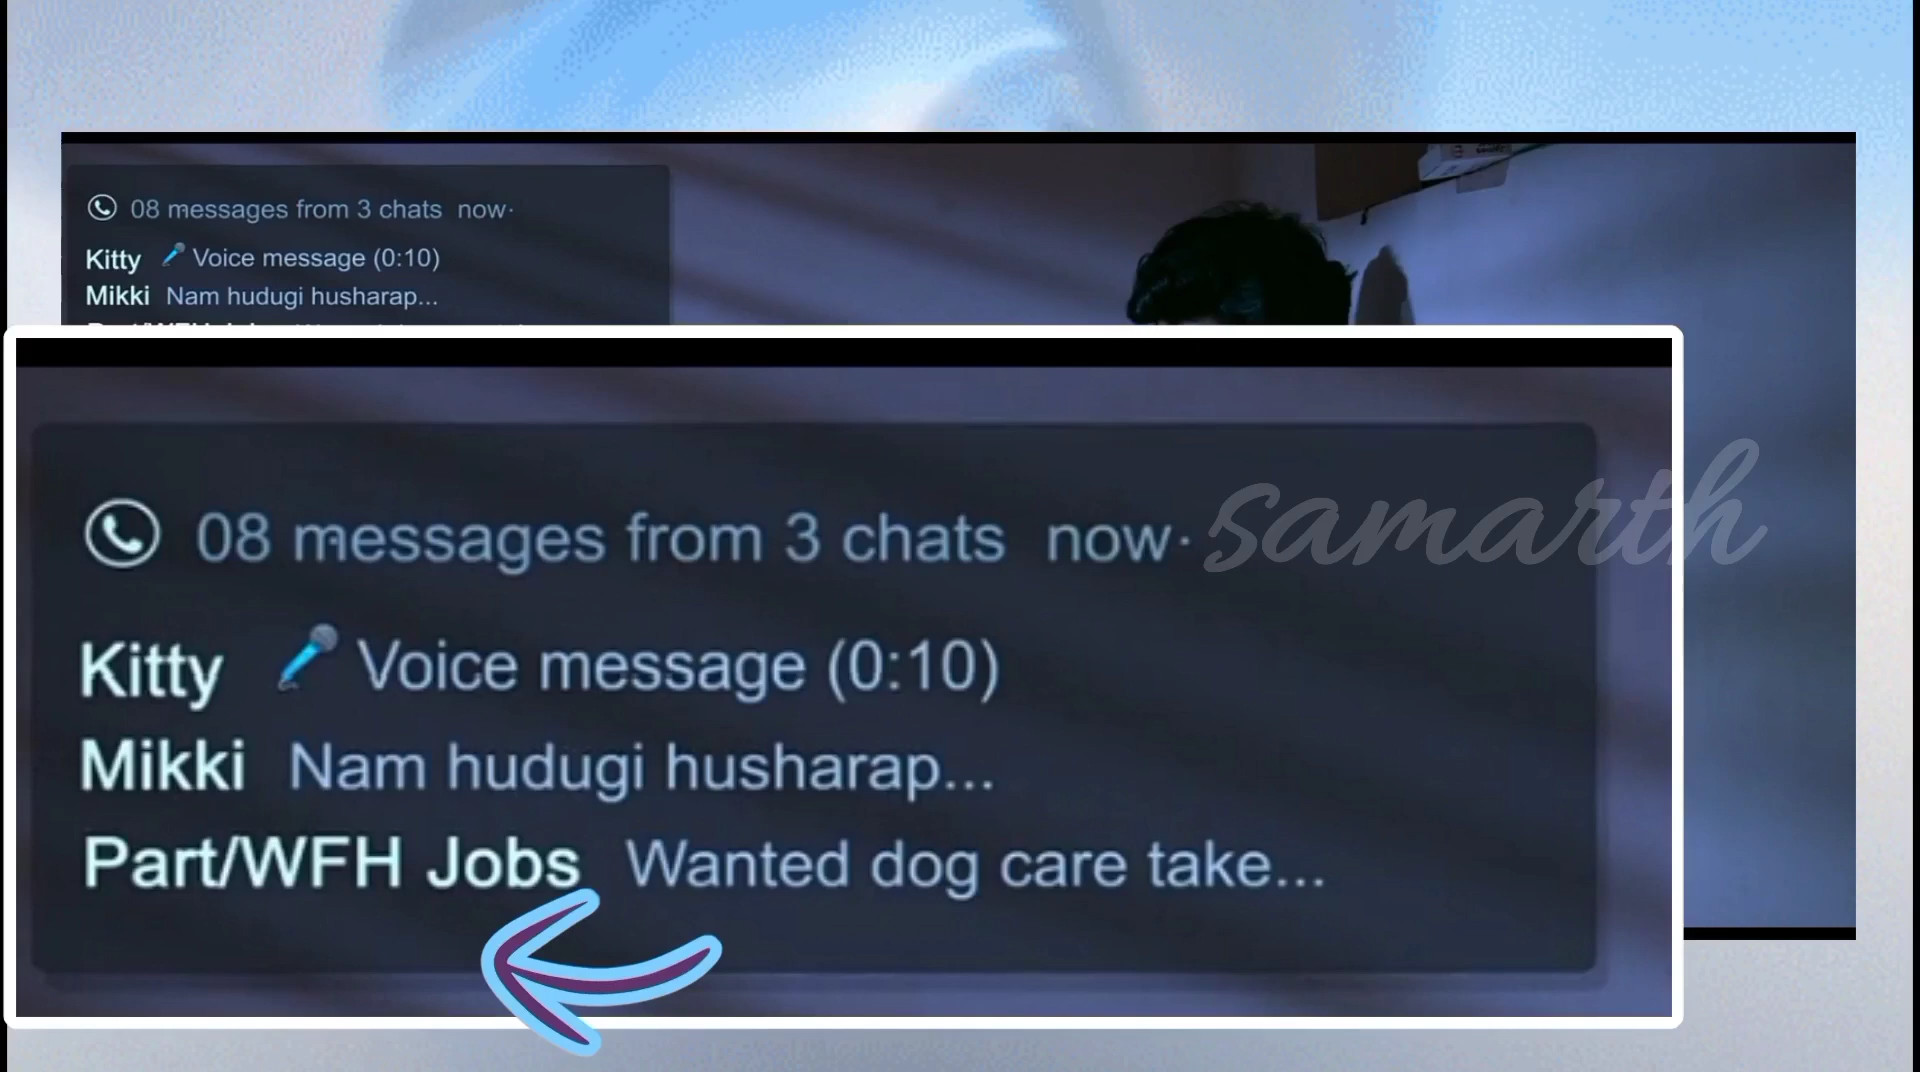 08 messages from 3 chats now·
Kitty 🎤 Voice message (0:10)
Mikki Nam hudugi husharap...
08 messages from 3 chats now·
Kitty 🎤 Voice message (0:10)
Mikki Nam hudugi husharap...
Part/WFH Jobs Wanted dog care take...
samarth